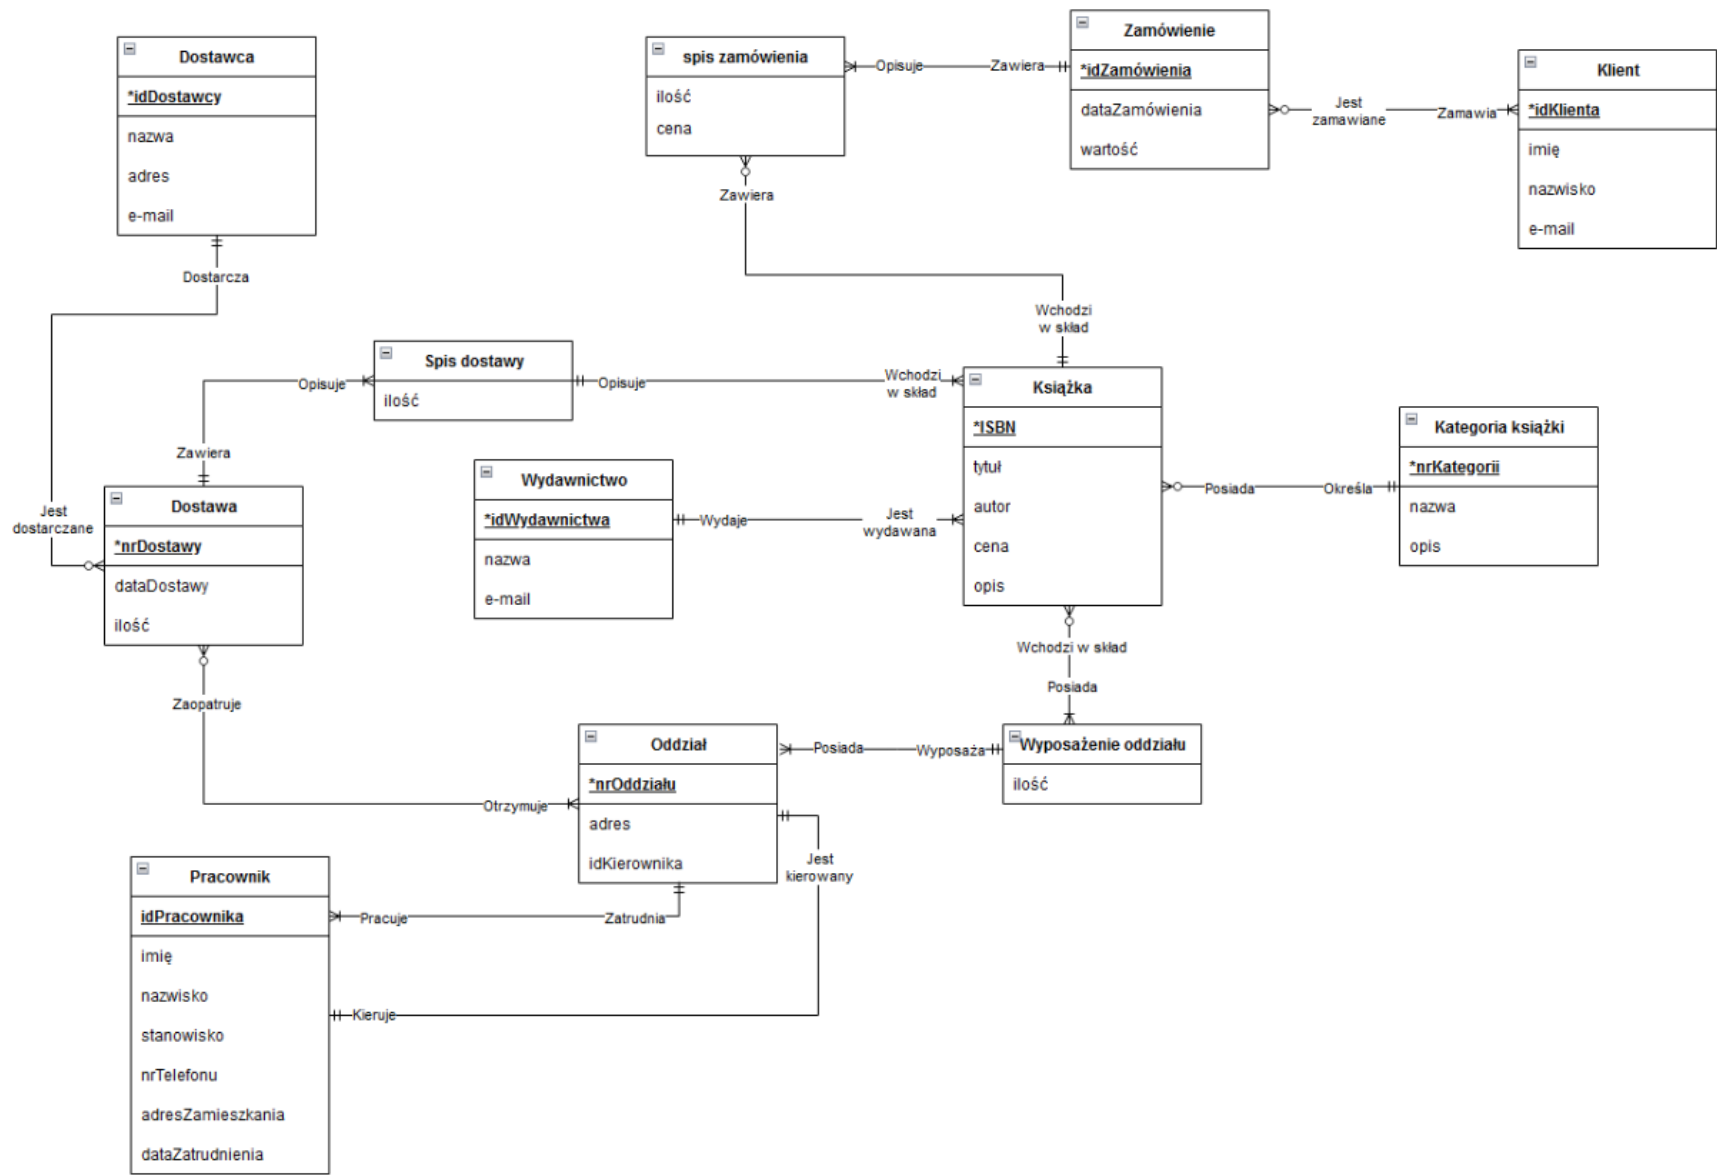 Dostawca
*idDostawcy
nazwa
adres
e-mail
spis zamówienia
ilość
cena
Zamówienie
*idZamówienia
dataZamówienia
wartość
Klient
*idKlienta
imię
nazwisko
e-mail
Opisuje
Zawiera
Jest
zamawiane
Zamawia
Zawiera
Dostarcza
Wchodzi
w skład
Spis dostawy
ilość
Opisuje
Opisuje
Wchodzi
w skład
Książka
*ISBN
tytuł
autor
cena
opis
Kategoria książki
*nrKategorii
nazwa
opis
Posiada
Określa
Zawiera
Wydawnictwo
*idWydawnictwa
nazwa
e-mail
Wydaje
Jest
wydawana
Jest
dostarczane
Dostawa
*nrDostawy
dataDostawy
ilość
Wchodzi w skład
Posiada
Zaopatruje
Otrzymuje
Oddział
*nrOddziału
adres
idKierownika
Posiada
Wyposaża
Wyposażenie oddziału
ilość
Jest
kierowany
Pracownik
idPracownika
imię
nazwisko
stanowisko
nrTelefonu
adresZamieszkania
dataZatrudnienia
Pracuje
Zatrudnia
Kieruje